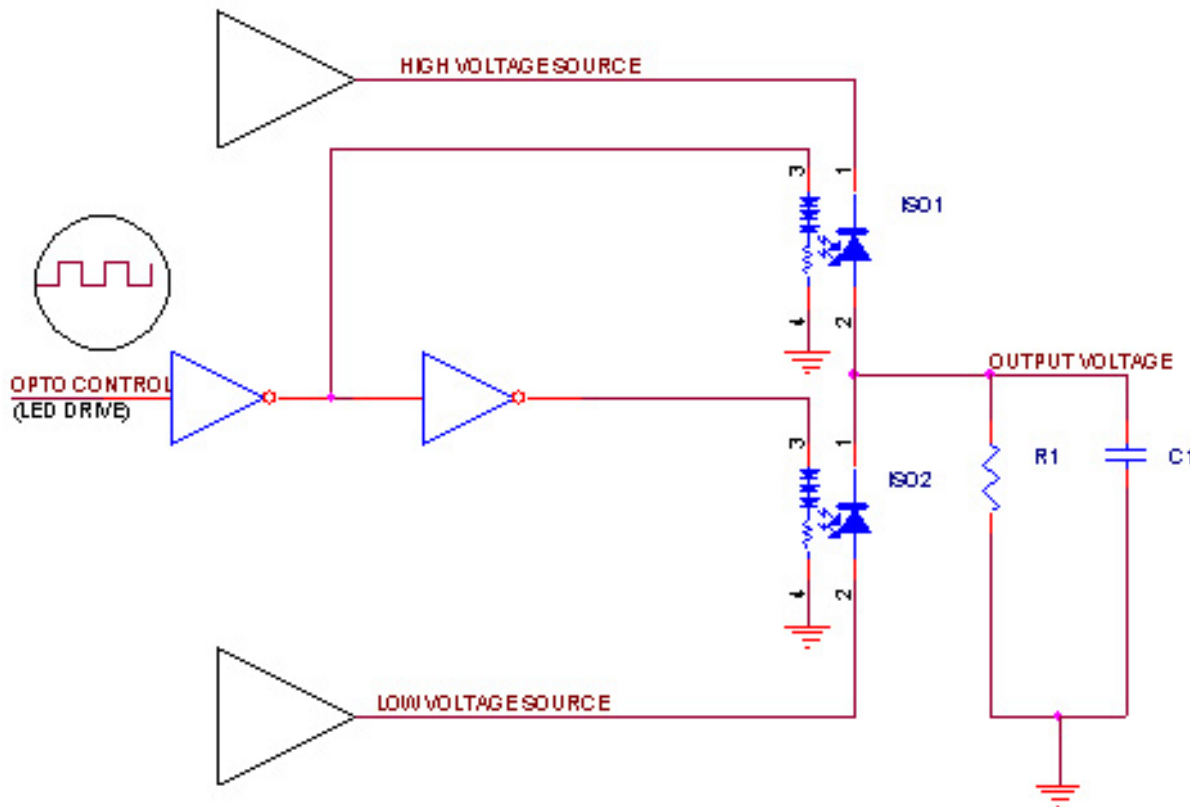 HIGH VOLTAGE SOURCE
3
1
ISO1
4
2
OUTPUT VOLTAGE
OPTO CONTROL
(LED DRIVE)
3
1
R1
C1
ISO2
4
2
LOW VOLTAGE SOURCE